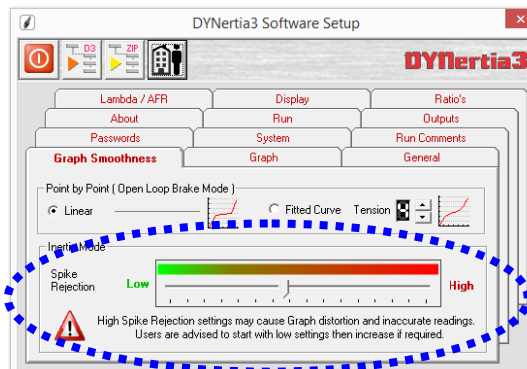 DYNertia3 Software Setup
D3 ZIP DYNertia3
Lambda / AFR Display Ratio's
About Run Outputs
Passwords System Run Comments
Graph Smoothness Graph General
Point by Point ( Open Loop Brake Mode )
Linear Fitted Curve Tension
Inertia Mode
Spike
Rejection
Low High
High Spike Rejection settings may cause Graph distortion and inaccurate readings.
Users are advised to start with low settings then increase if required.